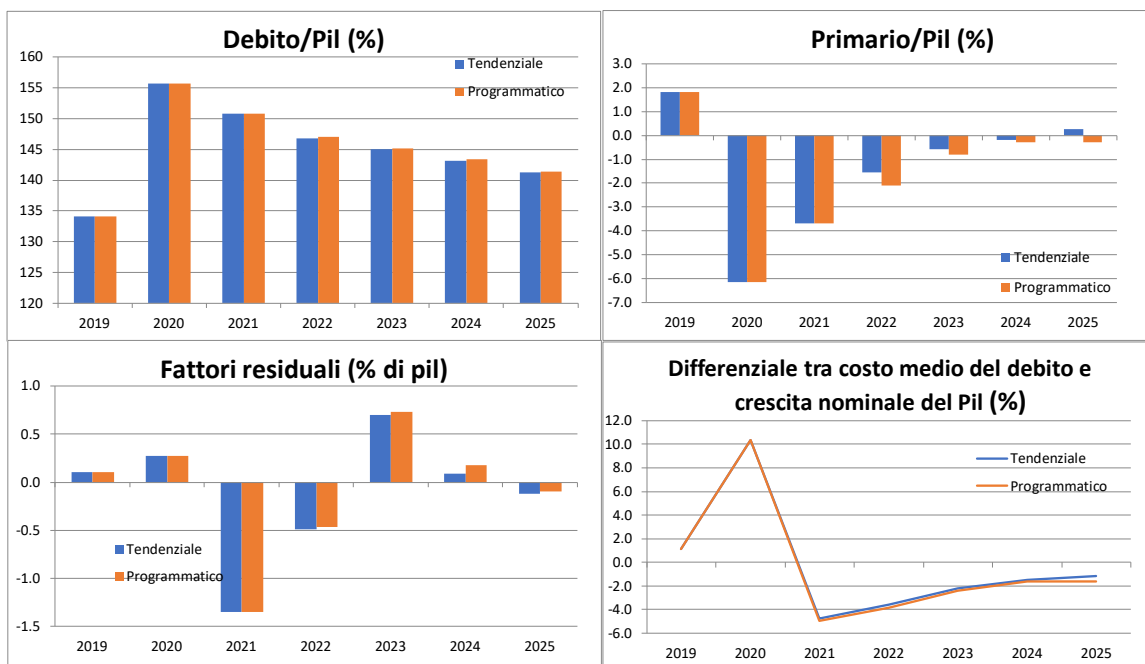 Debito/Pil (%)
160
155
150
145
140
135
130
125
120
Tendenziale
Programmatico
2019 2020 2021 2022 2023 2024 2025
Primario/Pil (%)
3.0
2.0
1.0
0.0
-1.0
-2.0
-3.0
-4.0
-5.0
-6.0
-7.0
Tendenziale
Programmatico
2019 2020 2021 2022 2023 2024 2025
Fattori residuali (% di pil)
1.0
0.5
0.0
-0.5
-1.0
-1.5
Tendenziale
Programmatico
2019 2020 2021 2022 2023 2024 2025
Differenziale tra costo medio del debito e
crescita nominale del Pil (%)
12.0
10.0
8.0
6.0
4.0
2.0
0.0
-2.0
-4.0
-6.0
Tendenziale
Programmatico
2019 2020 2021 2022 2023 2024 2025